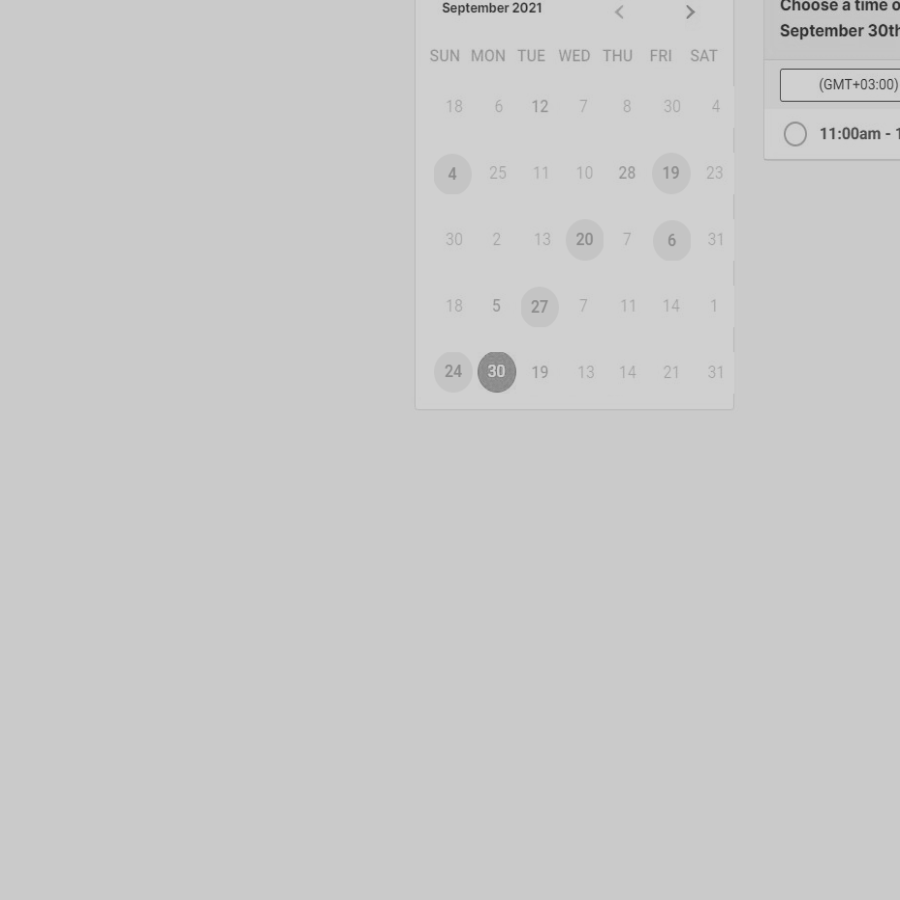 September 2021
SUN MON TUE WED THU FRI SAT
18 6 12 7 8 30 4
4 25 11 10 28 19 23
30 2 13 20 7 6 31
18 5 27 7 11 14 1
24 30 19 13 14 21 31
Choose a time o
September 30th
(GMT+03:00)
11:00am - 1